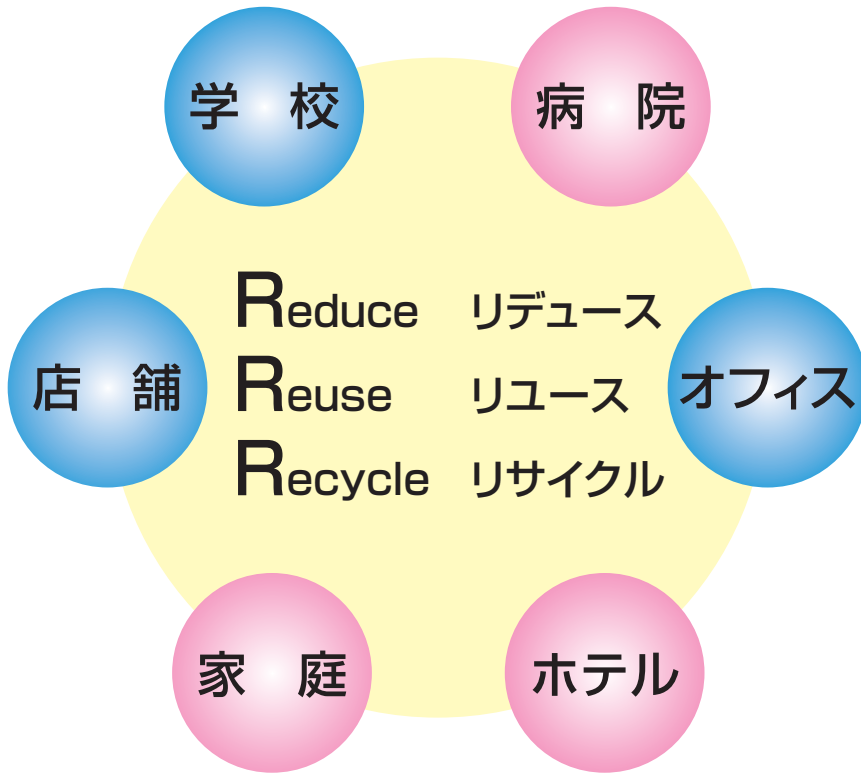 学　校
病　院
Reduce　リデュース
店　舗
Reuse　リユース
オフィス
Recycle　リサイクル
家　庭
ホテル